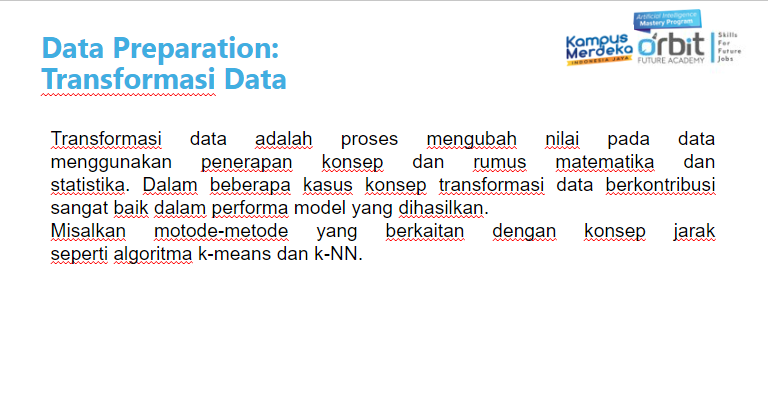 Data Preparation:
Transformasi Data
Artificial Intelligence
Mastery Program
Kampus
Merdeka
INDONESIA JAYA
Orbit
FUTURE ACADEMY
Skills
For
Future
Jobs
Transformasi data adalah proses mengubah nilai pada data
menggunakan penerapan konsep dan rumus matematika dan
statistika. Dalam beberapa kasus konsep transformasi data berkontribusi
sangat baik dalam performa model yang dihasilkan.
Misalkan motode-metode yang berkaitan dengan konsep jarak
seperti algoritma k-means dan k-NN.